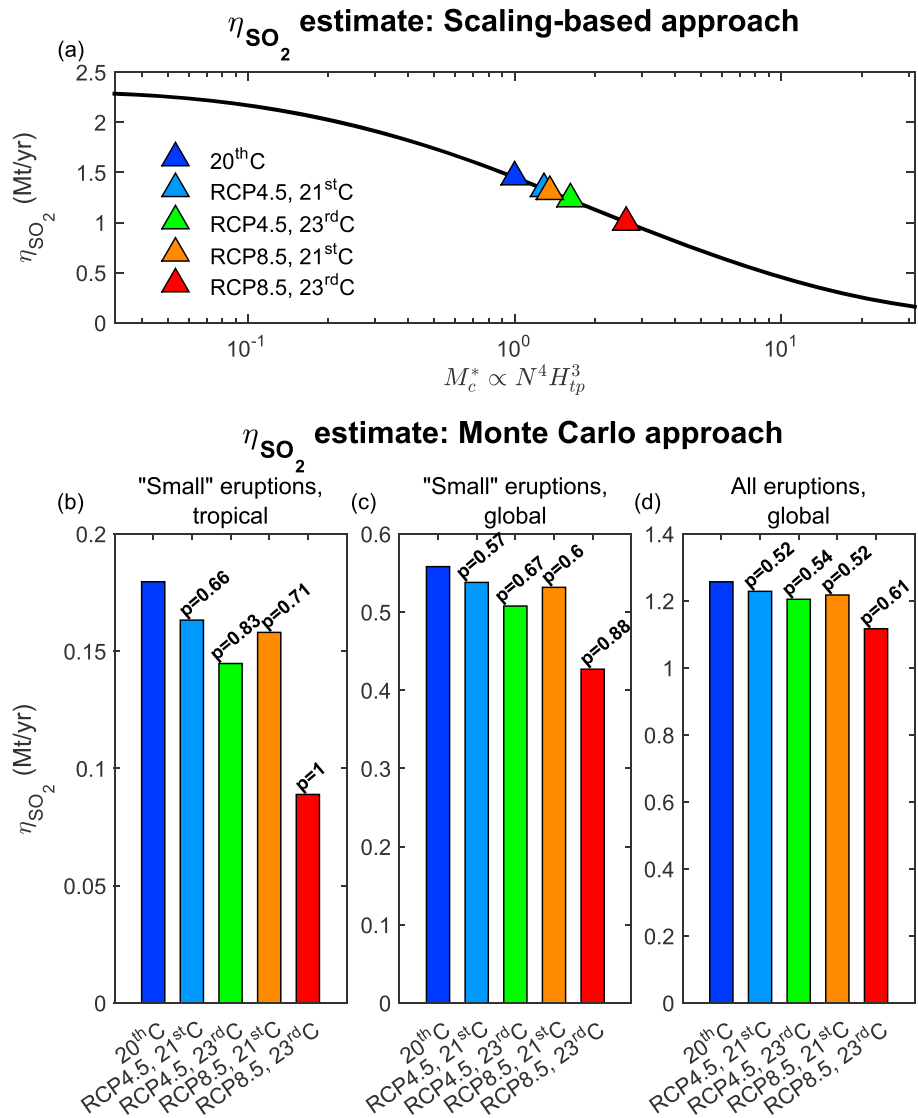 η_SO₂ estimate: Scaling-based approach
(a)
2.5
2
1.5
1
0.5
0
η_SO₂ (Mt/yr)
20ᵗʰC
RCP4.5, 21ˢᵗC
RCP4.5, 23ʳᵈC
RCP8.5, 21ˢᵗC
RCP8.5, 23ʳᵈC
10⁻¹ 10⁰ 10¹
M_c^* ∝ N⁴H_tp^3
η_SO₂ estimate: Monte Carlo approach
(b)
"Small" eruptions,
tropical
0.2
0.15
0.1
0.05
0
η_SO₂ (Mt/yr)
p=0.66
p=0.83
p=0.71
p=1
20ᵗʰC
RCP4.5, 21ˢᵗC
RCP4.5, 23ʳᵈC
RCP8.5, 21ˢᵗC
RCP8.5, 23ʳᵈC
(c)
"Small" eruptions,
global
0.6
0.5
0.4
0.3
0.2
0.1
0
p=0.57
p=0.67
p=0.6
p=0.88
20ᵗʰC
RCP4.5, 21ˢᵗC
RCP4.5, 23ʳᵈC
RCP8.5, 21ˢᵗC
RCP8.5, 23ʳᵈC
(d)
All eruptions,
global
1.4
1.2
1
0.8
0.6
0.4
0.2
0
p=0.52
p=0.54
p=0.52
p=0.61
20ᵗʰC
RCP4.5, 21ˢᵗC
RCP4.5, 23ʳᵈC
RCP8.5, 21ˢᵗC
RCP8.5, 23ʳᵈC